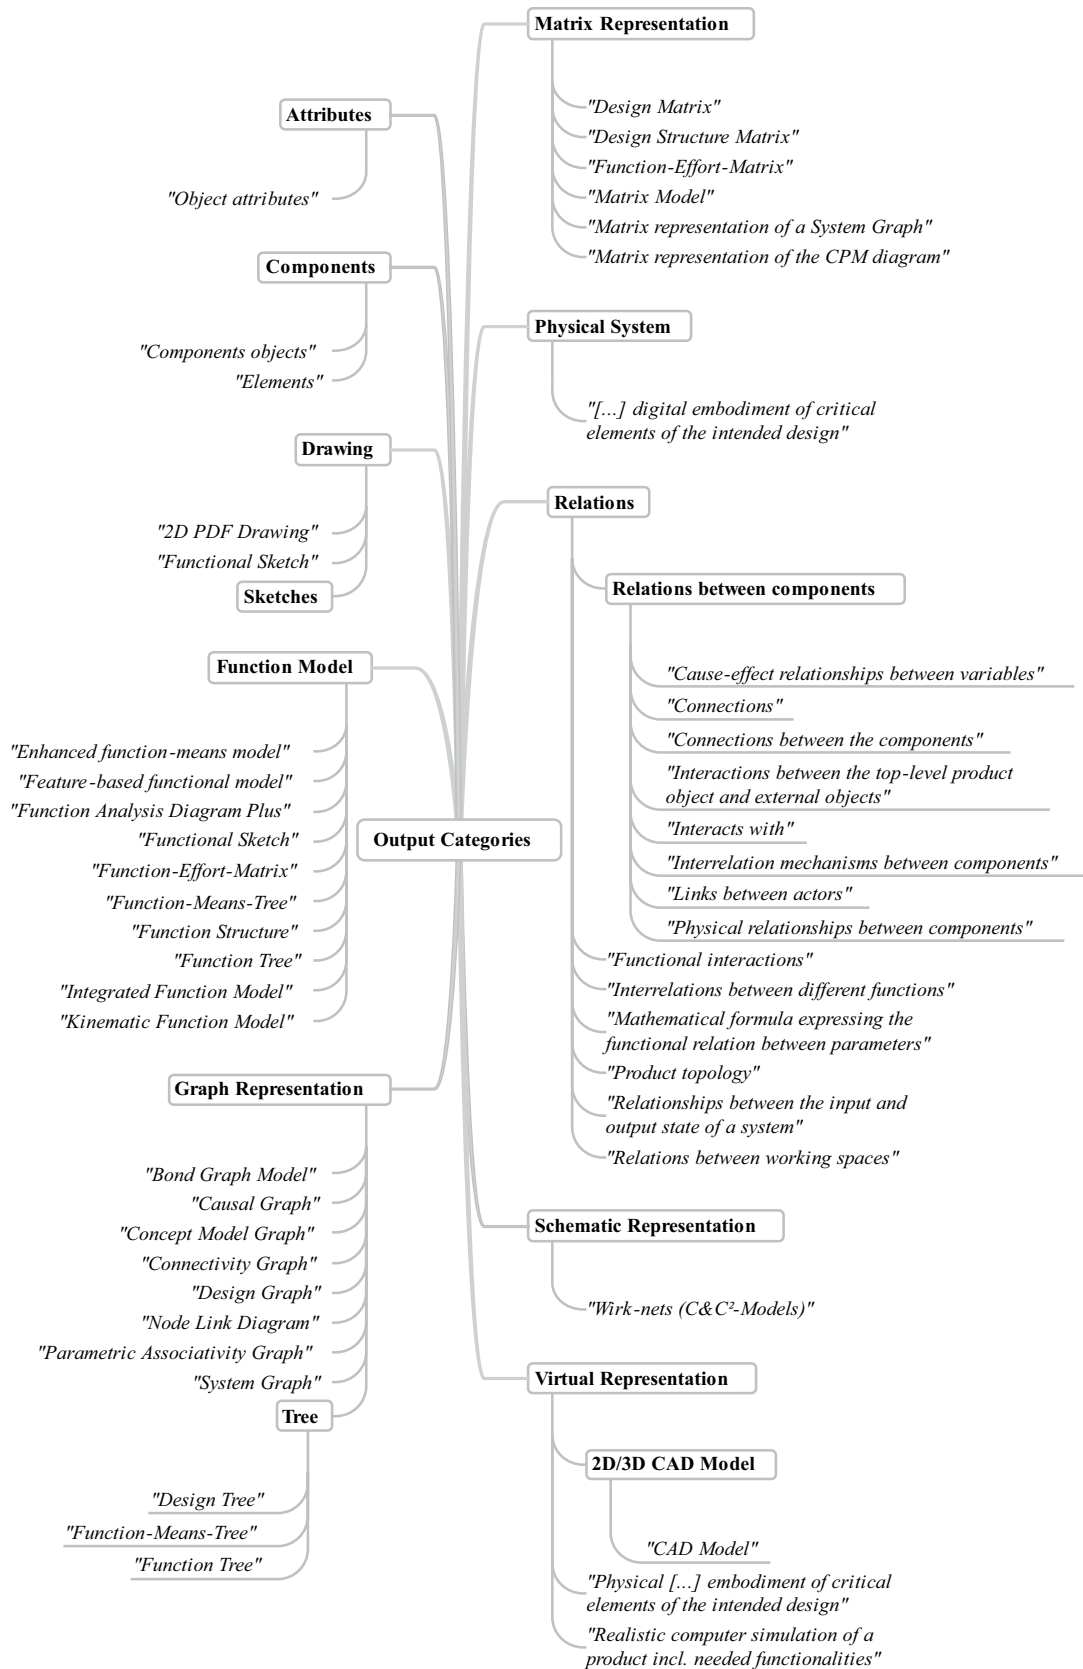 Output Categories
Attributes
"Object attributes"
Components
"Components objects"
"Elements"
Drawing
"2D PDF Drawing"
"Functional Sketch"
Sketches
Function Model
"Enhanced function-means model"
"Feature-based functional model"
"Function Analysis Diagram Plus"
"Functional Sketch"
"Function-Effort-Matrix"
"Function-Means-Tree"
"Function Structure"
"Function Tree"
"Integrated Function Model"
"Kinematic Function Model"
Graph Representation
"Bond Graph Model"
"Causal Graph"
"Concept Model Graph"
"Connectivity Graph"
"Design Graph"
"Node Link Diagram"
"Parametric Associativity Graph"
"System Graph"
Tree
"Design Tree"
"Function-Means-Tree"
"Function Tree"
Matrix Representation
"Design Matrix"
"Design Structure Matrix"
"Function-Effort-Matrix"
"Matrix Model"
"Matrix representation of a System Graph"
"Matrix representation of the CPM diagram"
Physical System
"[...] digital embodiment of critical
elements of the intended design"
Relations
Relations between components
"Cause-effect relationships between variables"
"Connections"
"Connections between the components"
"Interactions between the top-level product
object and external objects"
"Interacts with"
"Interrelation mechanisms between components"
"Links between actors"
"Physical relationships between components"
"Functional interactions"
"Interrelations between different functions"
"Mathematical formula expressing the
functional relation between parameters"
"Product topology"
"Relationships between the input and
output state of a system"
"Relations between working spaces"
Schematic Representation
"Wirk-nets (C&C²-Models)"
Virtual Representation
2D/3D CAD Model
"CAD Model"
"Physical [...] embodiment of critical
elements of the intended design"
"Realistic computer simulation of a
product incl. needed functionalities"